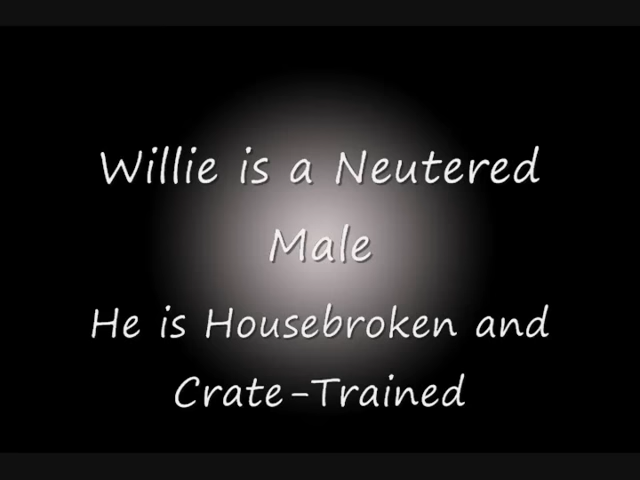 Willie is a Neutered
Male
He is Housebroken and
Crate-Trained